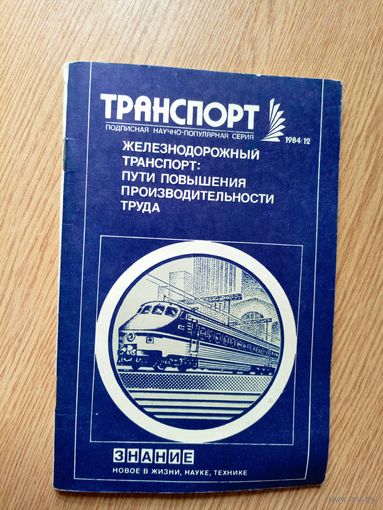 ТРАНСПОРТ
ПОДПИСНАЯ НАУЧНО-ПОПУЛЯРНАЯ СЕРИЯ
1984/12
ЖЕЛЕЗНОДОРОЖНЫЙ
ТРАНСПОРТ:
ПУТИ ПОВЫШЕНИЯ
ПРОИЗВОДИТЕЛЬНОСТИ
ТРУДА
ЗНАНИЕ
НОВОЕ В ЖИЗНИ, НАУКЕ, ТЕХНИКЕ